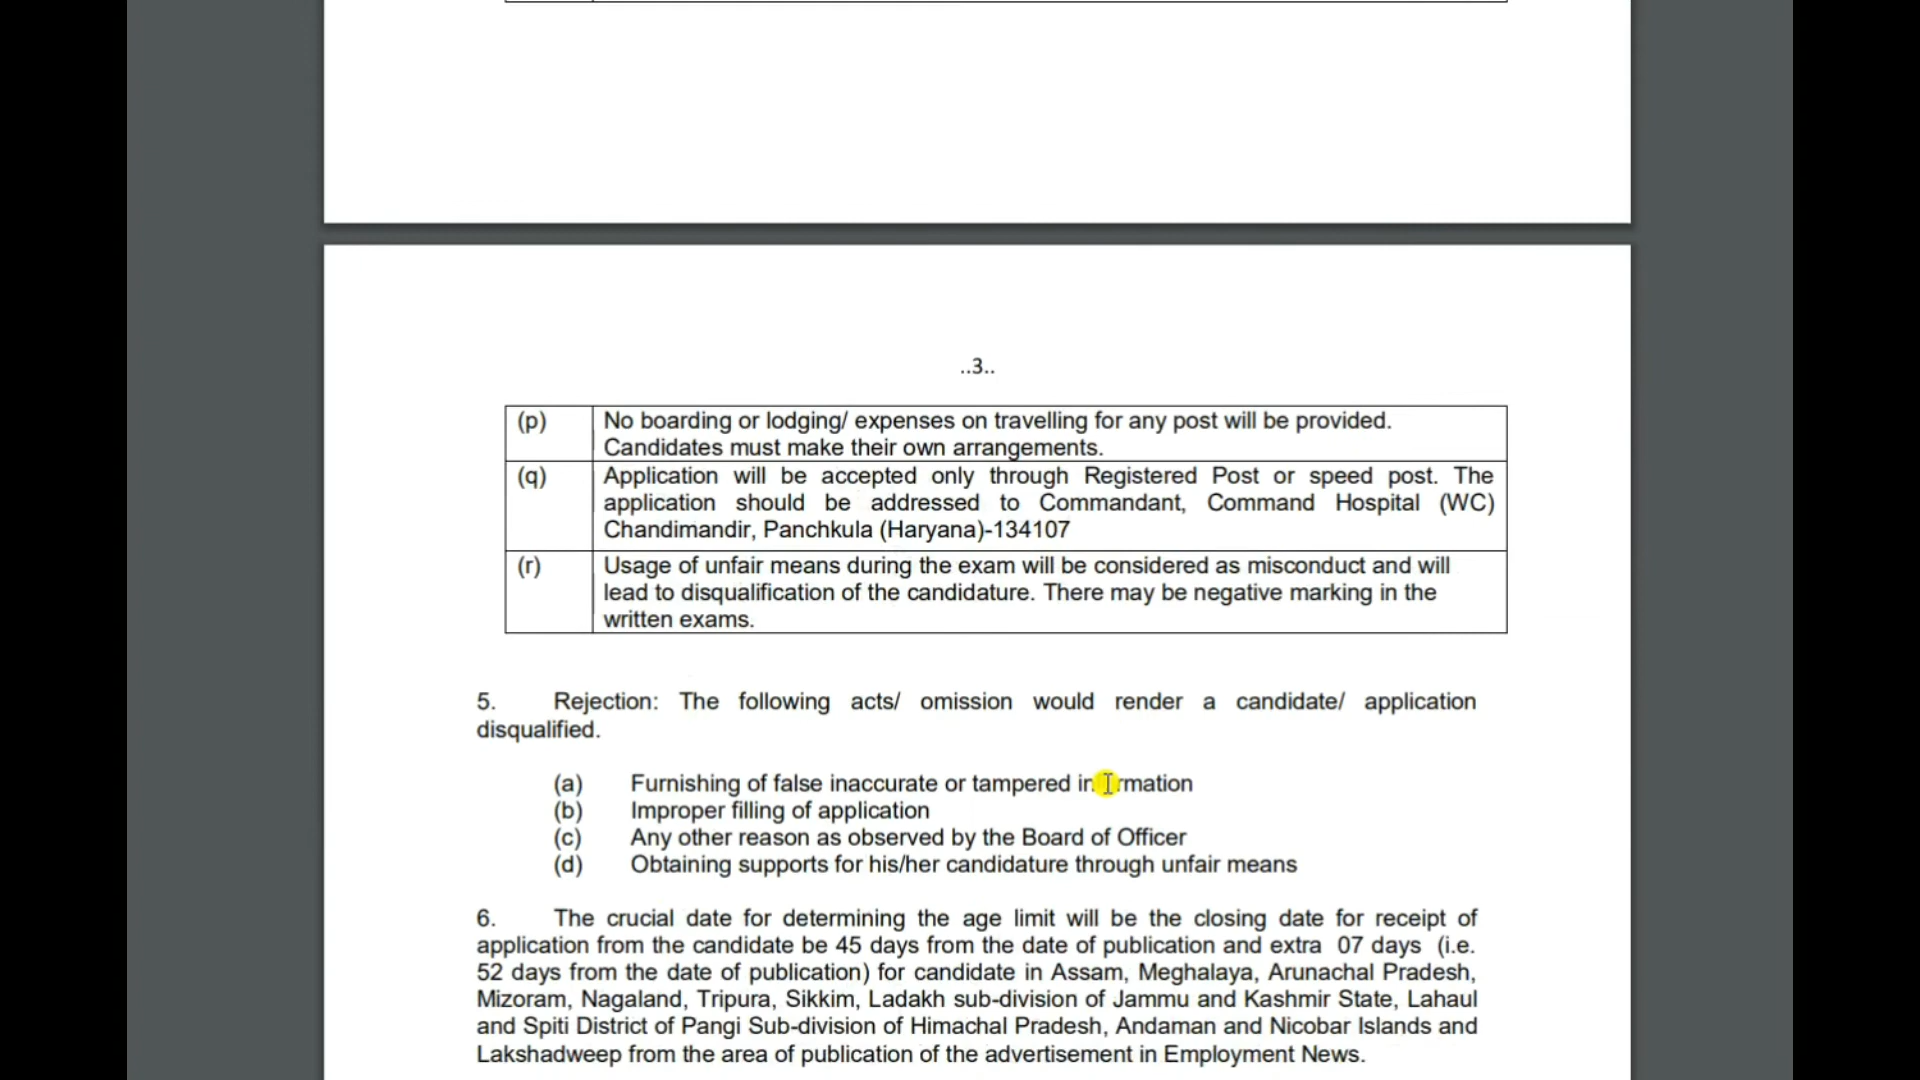 ..3..
(p) No boarding or lodging/ expenses on travelling for any post will be provided.
Candidates must make their own arrangements.
(q) Application will be accepted only through Registered Post or speed post. The
application should be addressed to Commandant, Command Hospital (WC)
Chandimandir, Panchkula (Haryana)-134107
(r) Usage of unfair means during the exam will be considered as misconduct and will
lead to disqualification of the candidature. There may be negative marking in the
written exams.
5. Rejection: The following acts/ omission would render a candidate/ application
disqualified.
(a) Furnishing of false inaccurate or tampered information
(b) Improper filling of application
(c) Any other reason as observed by the Board of Officer
(d) Obtaining supports for his/her candidature through unfair means
6. The crucial date for determining the age limit will be the closing date for receipt of
application from the candidate be 45 days from the date of publication and extra 07 days (i.e.
52 days from the date of publication) for candidate in Assam, Meghalaya, Arunachal Pradesh,
Mizoram, Nagaland, Tripura, Sikkim, Ladakh sub-division of Jammu and Kashmir State, Lahaul
and Spiti District of Pangi Sub-division of Himachal Pradesh, Andaman and Nicobar Islands and
Lakshadweep from the area of publication of the advertisement in Employment News.